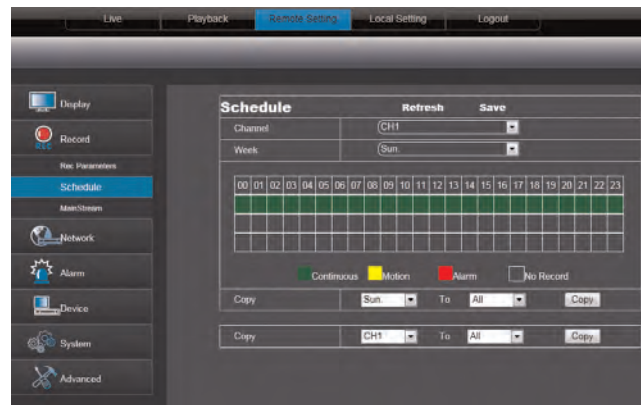 Live Playback Remote Setting Local Setting Logout
Display
Record
REC
Rec Parameters
Schedule
MainStream
Network
Alarm
Device
System
Advanced
Schedule Refresh Save
Channel CH1
Week Sun.
00 01 02 03 04 05 06 07 08 09 10 11 12 13 14 15 16 17 18 19 20 21 22 23
Continuous Motion Alarm No Record
Copy Sun. To All Copy
Copy CH1 To All Copy